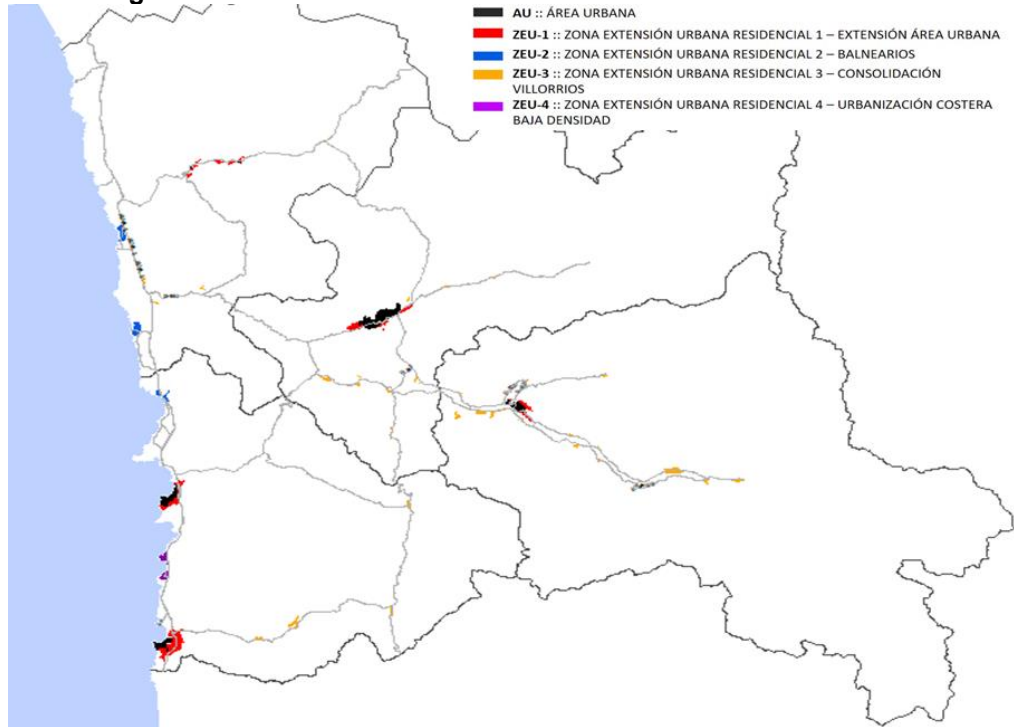 AU :: ÁREA URBANA
ZEU-1 :: ZONA EXTENSIÓN URBANA RESIDENCIAL 1 – EXTENSIÓN ÁREA URBANA
ZEU-2 :: ZONA EXTENSIÓN URBANA RESIDENCIAL 2 – BALNEARIOS
ZEU-3 :: ZONA EXTENSIÓN URBANA RESIDENCIAL 3 – CONSOLIDACIÓN
VILLORRIOS
ZEU-4 :: ZONA EXTENSIÓN URBANA RESIDENCIAL 4 – URBANIZACIÓN COSTERA
BAJA DENSIDAD